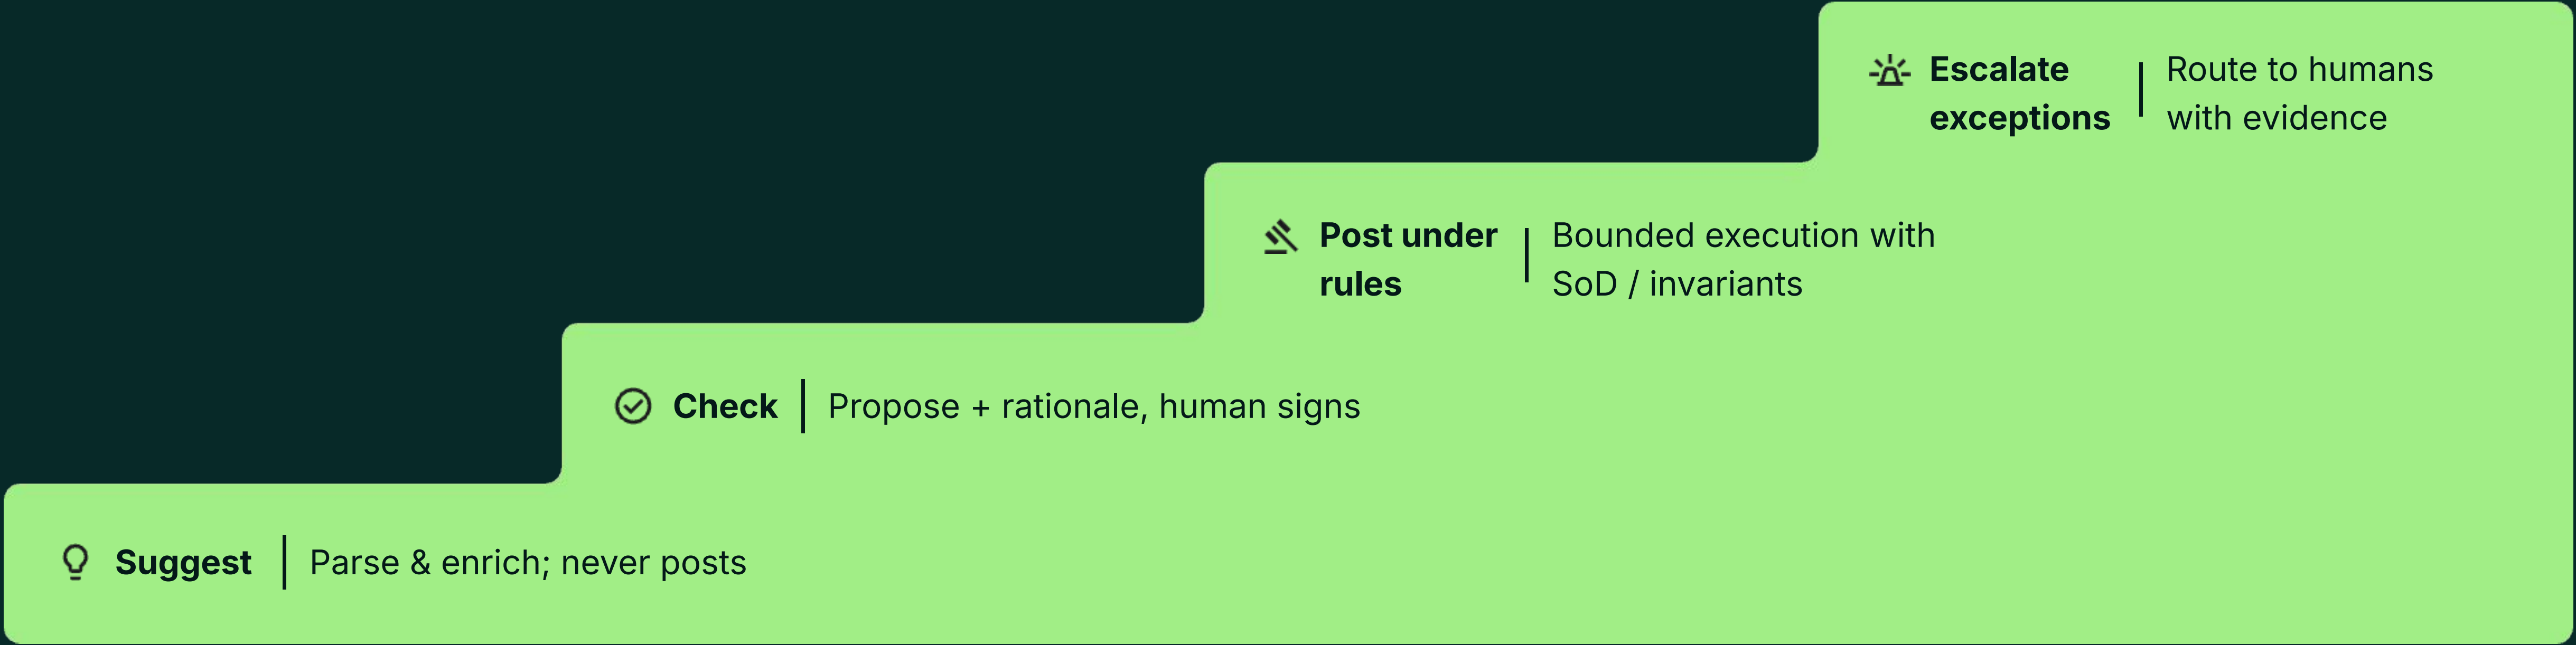 Escalate
exceptions
Route to humans
with evidence
Post under
rules
Bounded execution with
SoD / invariants
Check
Propose + rationale, human signs
Suggest
Parse & enrich; never posts